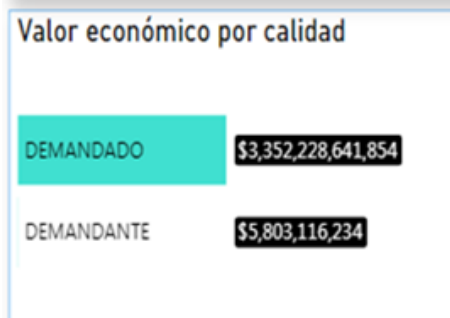 Valor económico por calidad
DEMANDADO $3,352,228,641,854
DEMANDANTE $5,803,116,234